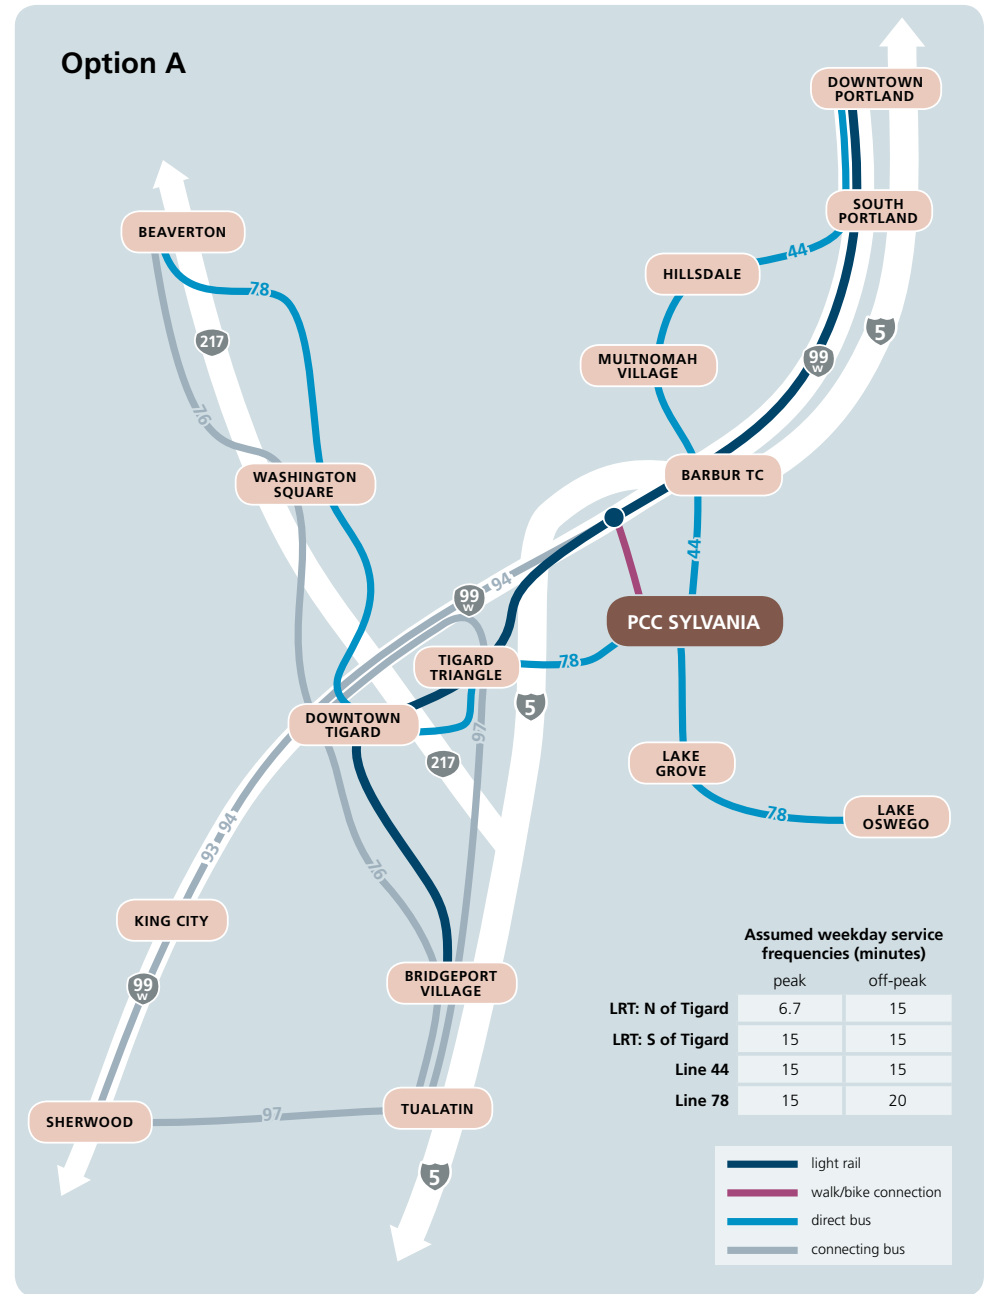 Option A
DOWNTOWN
PORTLAND
SOUTH
PORTLAND
BEAVERTON
44
HILLSDALE
78
5
217
99
W
MULTNOMAH
VILLAGE
76
BARBUR TC
WASHINGTON
SQUARE
44
94
99
W
PCC SYLVANIA
TIGARD
TRIANGLE
78
5
DOWNTOWN
TIGARD
97
217
LAKE
GROVE
78
LAKE
OSWEGO
93
94
76
KING CITY
99
W
BRIDGEPORT
VILLAGE
SHERWOOD
97
TUALATIN
5
Assumed weekday service
frequencies (minutes)
peak off-peak
LRT: N of Tigard 6.7 15
LRT: S of Tigard 15 15
Line 44 15 15
Line 78 15 20
light rail
walk/bike connection
direct bus
connecting bus